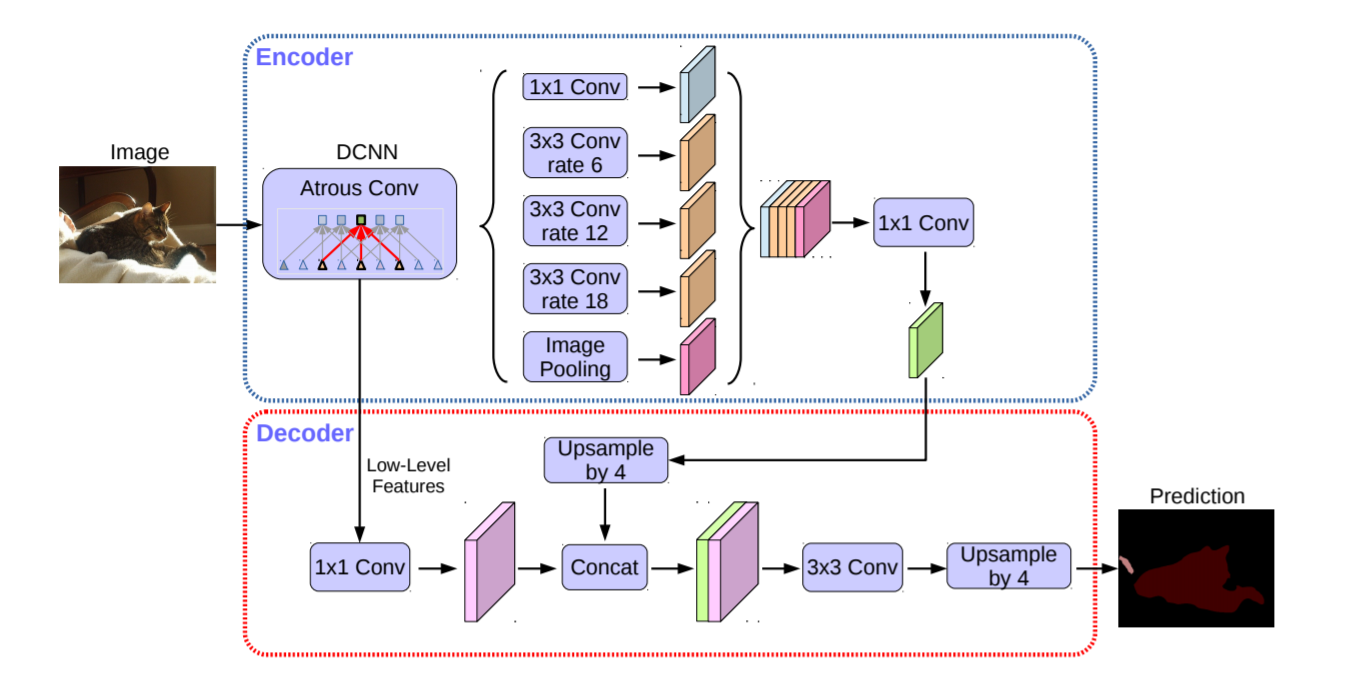 Encoder
Image
DCNN
Atrous Conv
1x1 Conv
3x3 Conv
rate 6
3x3 Conv
rate 12
3x3 Conv
rate 18
Image
Pooling
1x1 Conv
Decoder
Low-Level
Features
Upsample
by 4
1x1 Conv
Concat
3x3 Conv
Upsample
by 4
Prediction